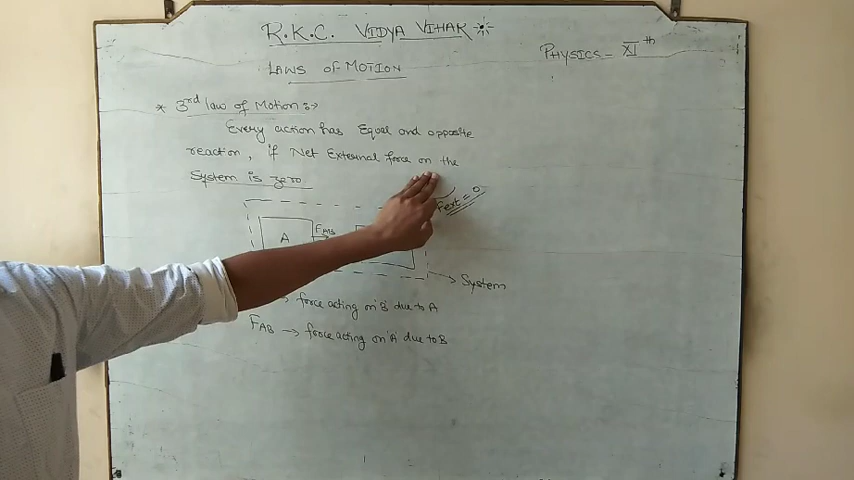 R.K.C. VIDYA VIHAR
PHYSICS - XI th
LAWS OF MOTION
* 3rd law of Motion :->
Every action has Equal and opposite
reaction, if Net External force on the
System is zero
Fext = 0
A
FAB
System
→ force acting on 'B' due to A
FAB → force acting on 'A' due to B